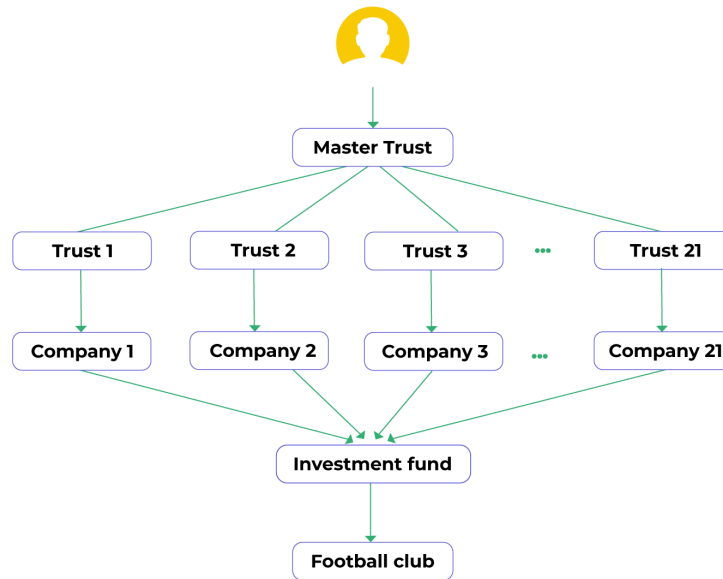 Master Trust
Trust 1
Trust 2
Trust 3
•••
Trust 21
Company 1
Company 2
Company 3
•••
Company 21
Investment fund
Football club